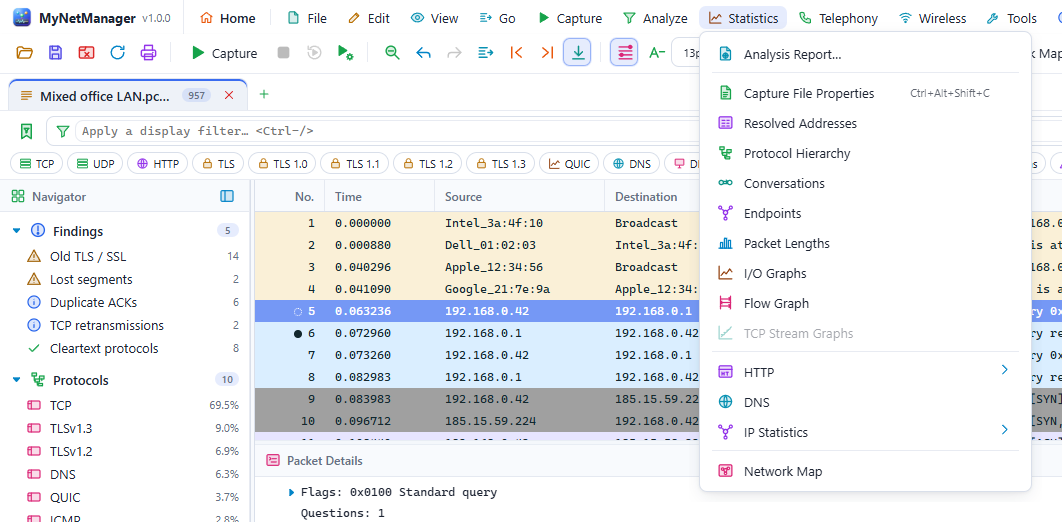 MyNetManager v1.0.0 Home File Edit View Go Capture Analyze Statistics Telephony Wireless Tools
Capture 13p Map
Mixed office LAN.pc... 957
Apply a display filter… <Ctrl-/>
TCP UDP HTTP TLS TLS 1.0 TLS 1.1 TLS 1.2 TLS 1.3 QUIC DNS
Navigator
Findings 5
Old TLS / SSL 14
Lost segments 2
Duplicate ACKs 6
TCP retransmissions 2
Cleartext protocols 8
Protocols 10
TCP 69.5%
TLSv1.3 9.0%
TLSv1.2 6.9%
DNS 6.3%
QUIC 3.7%
ICMP 2.8%
No. Time Source Destination
1 0.000000 Intel_3a:4f:10 Broadcast
2 0.000880 Dell_01:02:03 Intel_3a:4f:
3 0.040296 Apple_12:34:56 Broadcast
4 0.041090 Google_21:7e:9a Apple_12:34:
5 0.063236 192.168.0.42 192.168.0.1
6 0.072960 192.168.0.1 192.168.0.42
7 0.073260 192.168.0.42 192.168.0.1
8 0.082983 192.168.0.1 192.168.0.42
9 0.083983 192.168.0.42 185.15.59.22 [SYN]
10 0.096712 185.15.59.224 192.168.0.42 [SYN,
Packet Details
Flags: 0x0100 Standard query
Questions: 1
Analysis Report...
Capture File Properties Ctrl+Alt+Shift+C
Resolved Addresses
Protocol Hierarchy
Conversations
Endpoints
Packet Lengths
I/O Graphs
Flow Graph
TCP Stream Graphs
HTTP
DNS
IP Statistics
Network Map